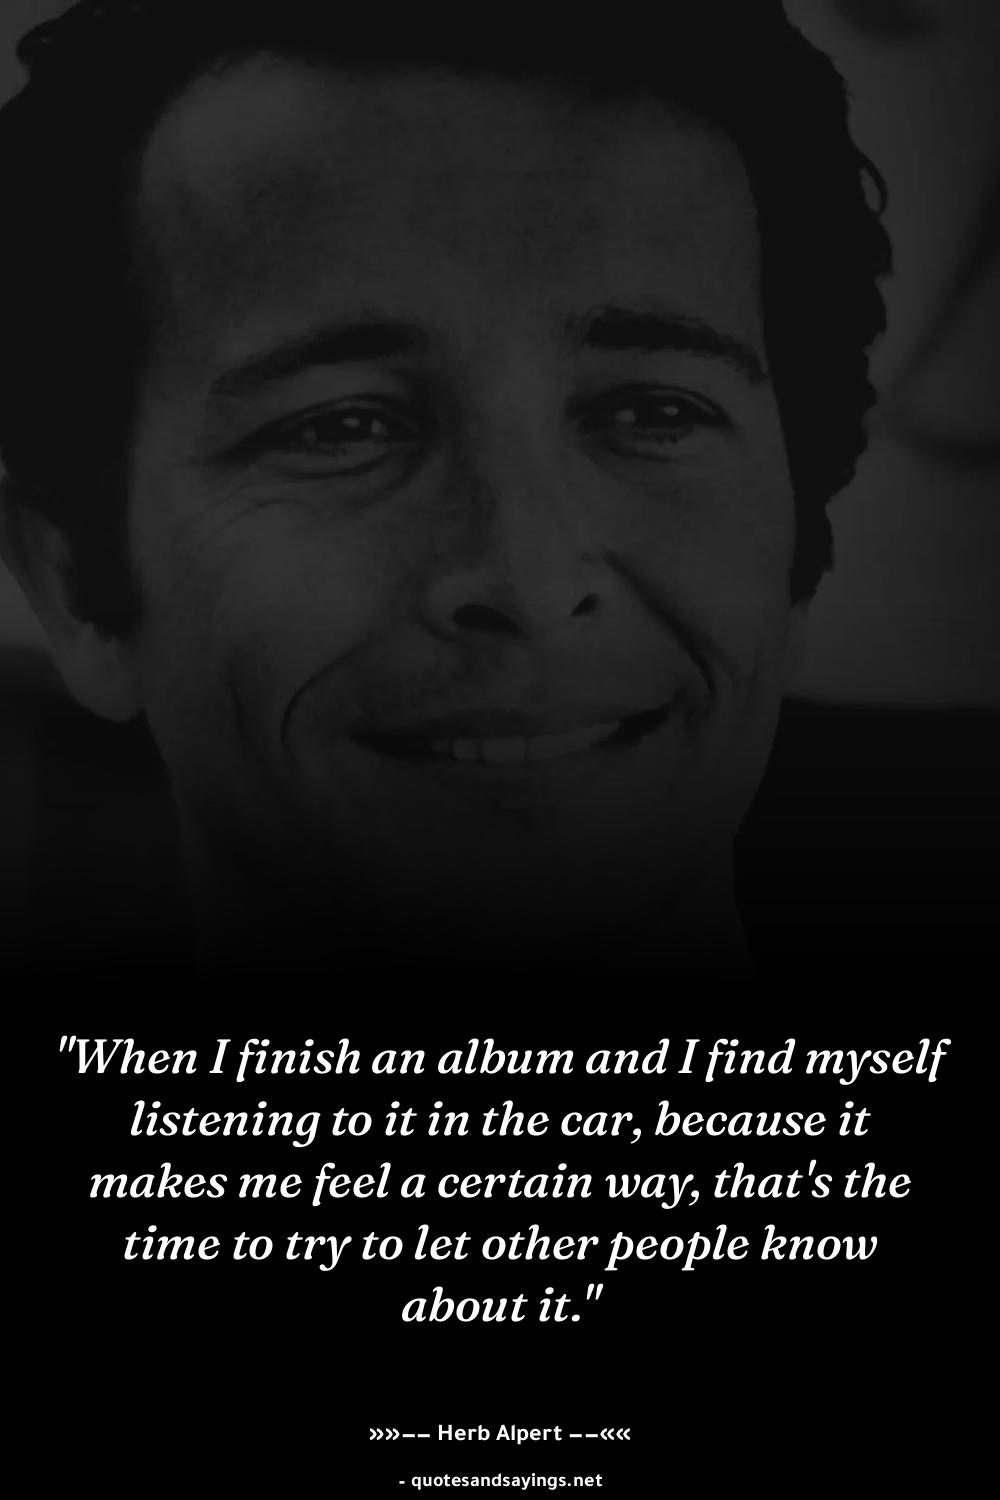 "When I finish an album and I find myself
listening to it in the car, because it
makes me feel a certain way, that's the
time to try to let other people know
about it."
»»–– Herb Alpert ––««
- quotesandsayings.net